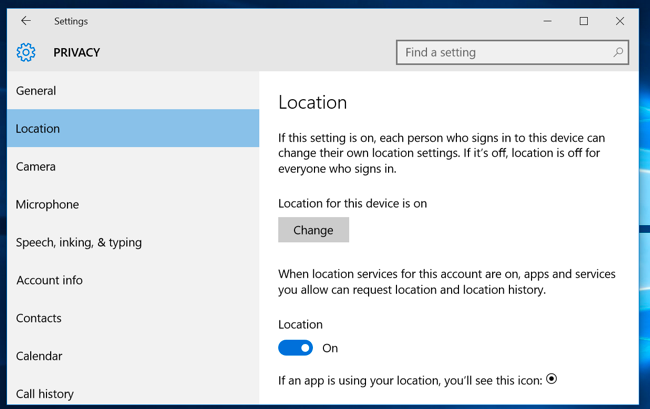 Settings
PRIVACY
Find a setting
General
Location
Camera
Microphone
Speech, inking, & typing
Account info
Contacts
Calendar
Call history
Location
If this setting is on, each person who signs in to this device can
change their own location settings. If it's off, location is off for
everyone who signs in.
Location for this device is on
Change
When location services for this account are on, apps and services
you allow can request location and location history.
Location
On
If an app is using your location, you'll see this icon: